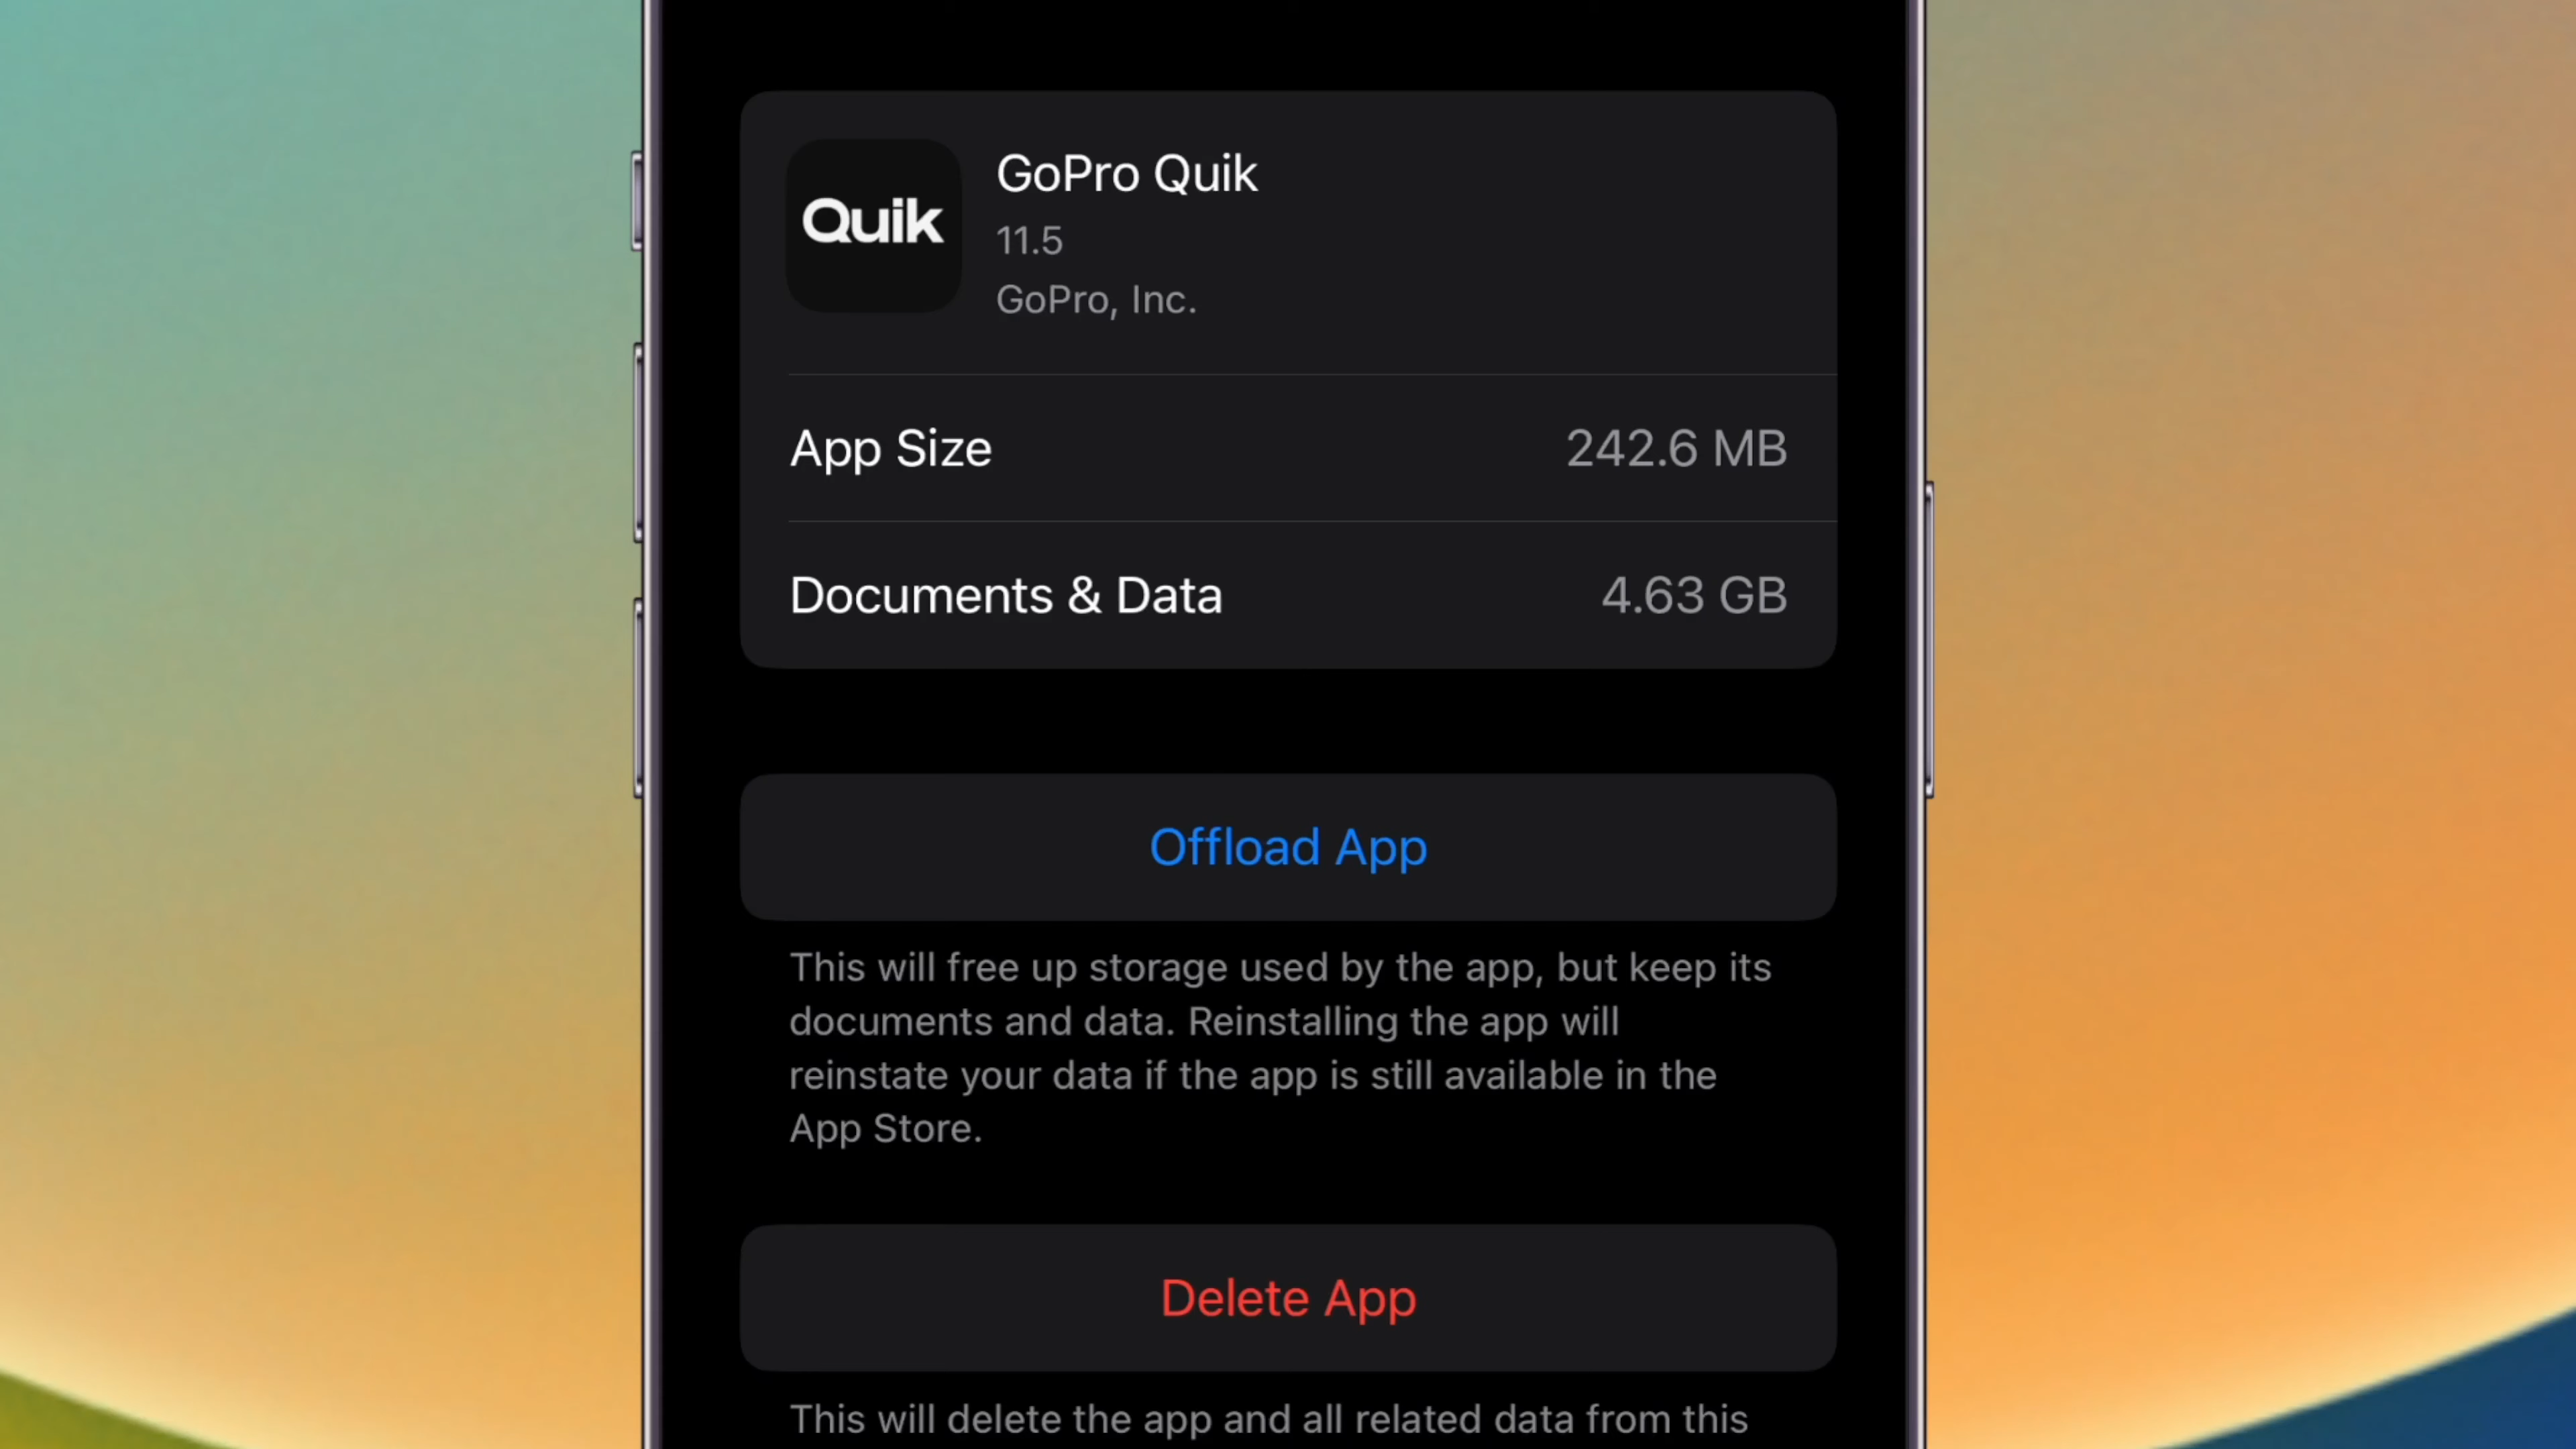 Quik
GoPro Quik
11.5
GoPro, Inc.
App Size 242.6 MB
Documents & Data 4.63 GB
Offload App
This will free up storage used by the app, but keep its
documents and data. Reinstalling the app will
reinstate your data if the app is still available in the
App Store.
Delete App
This will delete the app and all related data from this